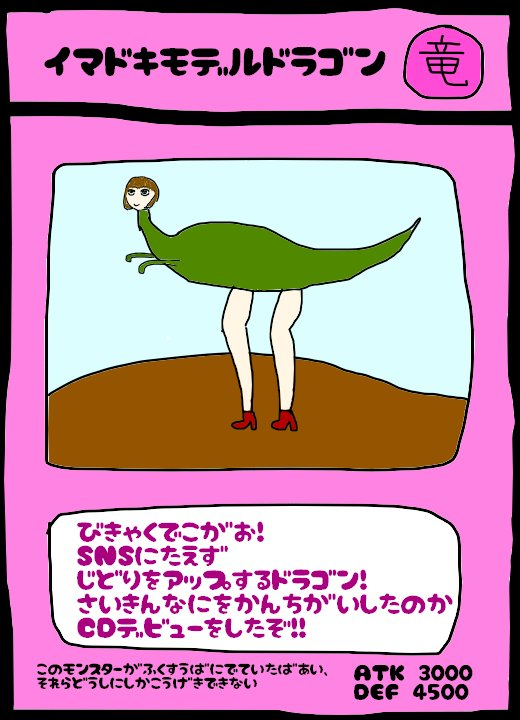 イマドキモデルドラゴン
竜
びきゃくでこがお!
SNSにたえず
じどりをアップするドラゴン!
さいきんなにをかんちがいしたのか
CDデビューをしたぞ!!
このモンスターがふくすうばにでていたばあい、
それらどうしにしかこうげきできない
ATK 3000
DEF 4500